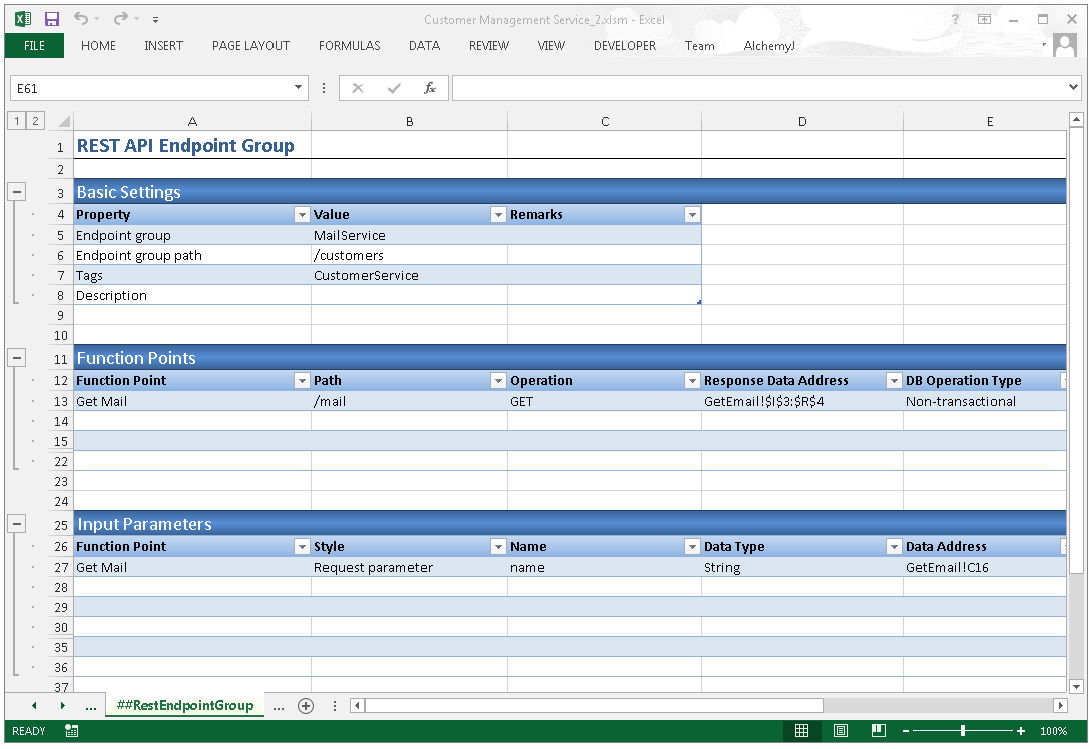 Customer Management Service_2.xlsm - Excel
FILE HOME INSERT PAGE LAYOUT FORMULAS DATA REVIEW VIEW DEVELOPER Team AlchemyJ
E61 fx
1 2 A B C D E
1 REST API Endpoint Group
2
3 Basic Settings
4 Property Value Remarks
5 Endpoint group MailService
6 Endpoint group path /customers
7 Tags CustomerService
8 Description
9
10
11 Function Points
12 Function Point Path Operation Response Data Address DB Operation Type
13 Get Mail /mail GET GetEmail!$I$3:$R$4 Non-transactional
14
15
22
23
24
25 Input Parameters
26 Function Point Style Name Data Type Data Address
27 Get Mail Request parameter name String GetEmail!C16
28
29
30
35
36
37
... ##RestEndpointGroup ...
READY 100%